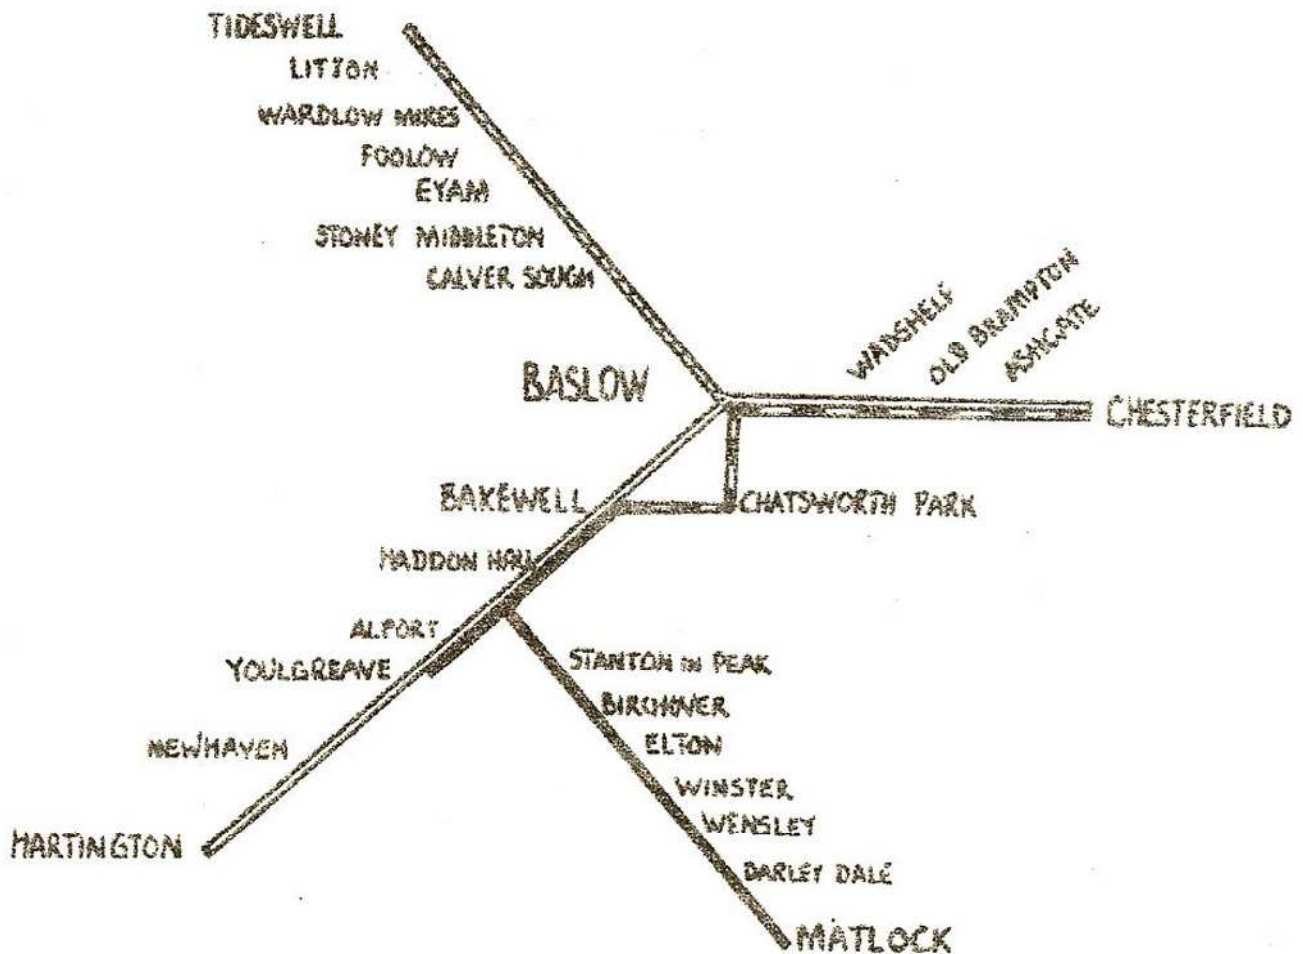 TIDESWELL
LITTON
WARDLOW MIRES
FOOLOW
EYAM
STONEY MIDDLETON
CALVER SOUGH
WADSHELF
OLD BRAMPTON
ASHGATE
BASLOW
CHESTERFIELD
BAKEWELL
CHATSWORTH PARK
HADDON HALL
ALPORT
YOULGREAVE
STANTON IN PEAK
BIRCHOVER
ELTON
NEWHAVEN
WINSTER
WENSLEY
HARTINGTON
DARLEY DALE
MATLOCK